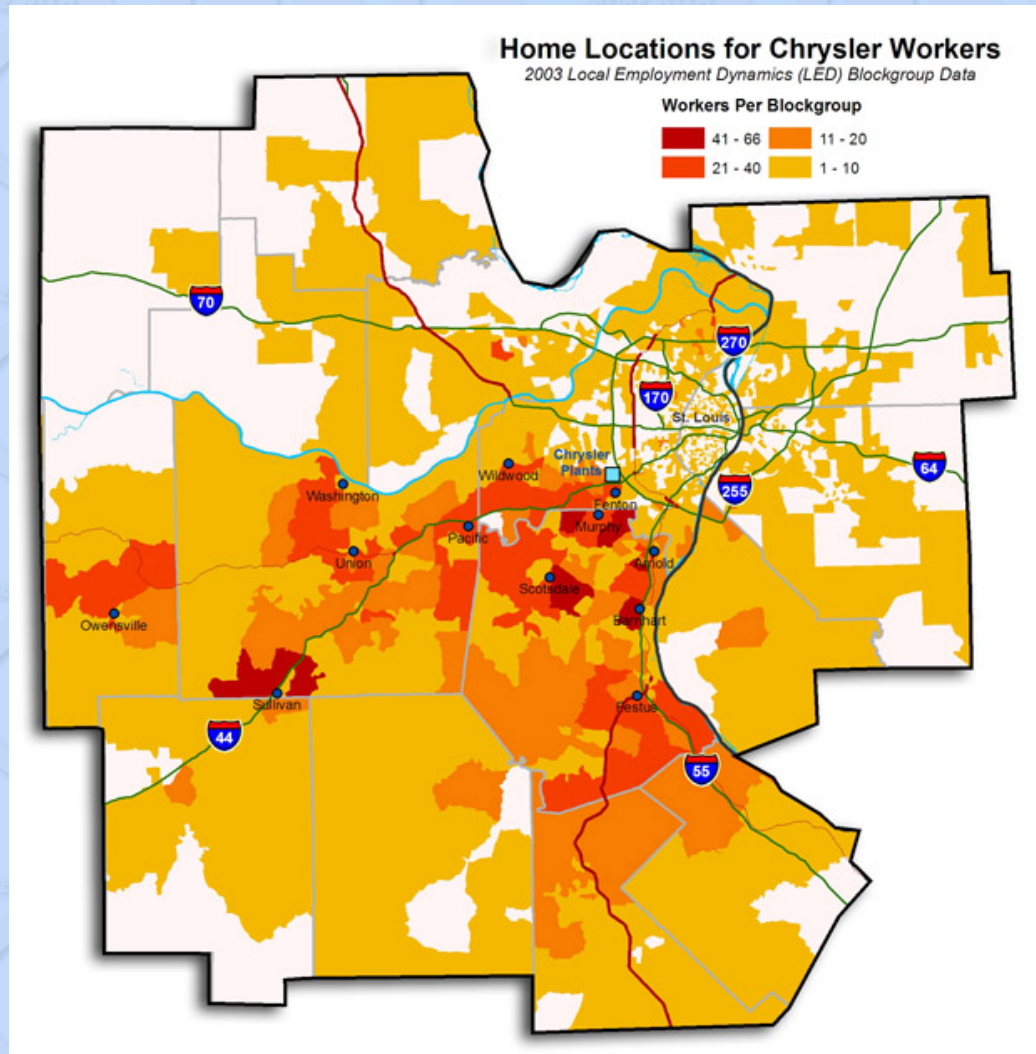 Home Locations for Chrysler Workers
2003 Local Employment Dynamics (LED) Blockgroup Data
Workers Per Blockgroup
41 - 66
11 - 20
21 - 40
1 - 10
70
270
170
St. Louis
Chrysler
Plants
64
Wildwood
255
Washington
Fenton
Murphy
Pacific
Union
Arnold
Scotsdale
Owensville
Barnhart
Sullivan
Festue
44
55